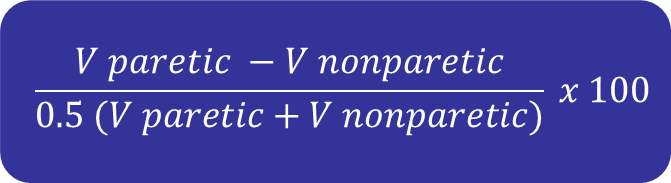 V paretic − V nonparetic
0.5 (V paretic + V nonparetic) x 100